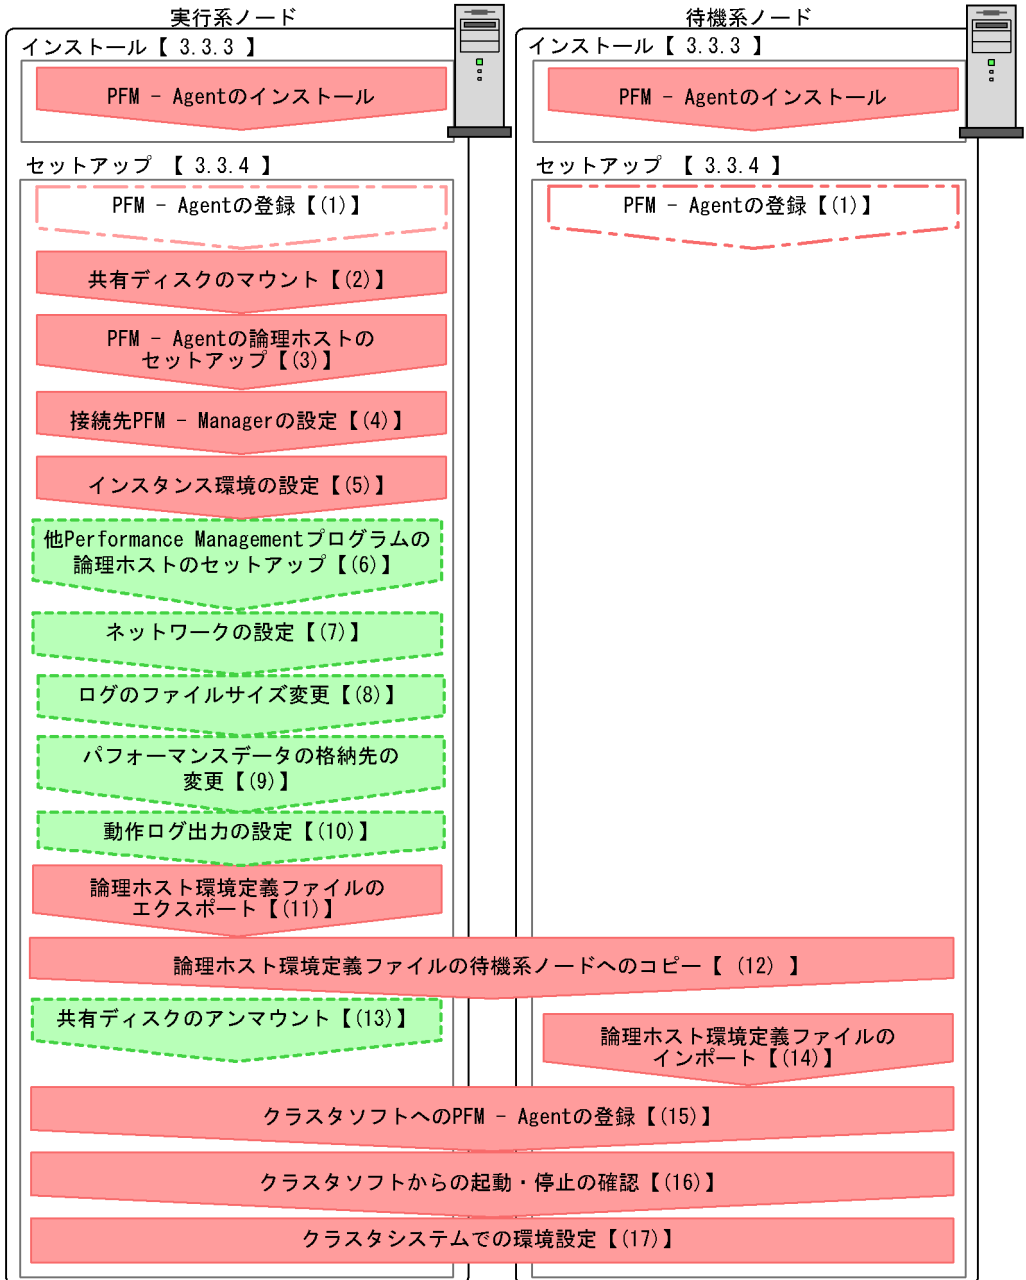 実行系ノード
待機系ノード
インストール【 3.3.3 】
インストール【 3.3.3 】
PFM - Agentのインストール
PFM - Agentのインストール
セットアップ 【 3.3.4 】
セットアップ 【 3.3.4 】
PFM - Agentの登録【(1)】
PFM - Agentの登録【(1)】
共有ディスクのマウント【(2)】
PFM - Agentの論理ホストの
セットアップ【(3)】
接続先PFM - Managerの設定【(4)】
インスタンス環境の設定【(5)】
他Performance Managementプログラムの
論理ホストのセットアップ【(6)】
ネットワークの設定【(7)】
ログのファイルサイズ変更【(8)】
パフォーマンスデータの格納先の
変更【(9)】
動作ログ出力の設定【(10)】
論理ホスト環境定義ファイルの
エクスポート【(11)】
論理ホスト環境定義ファイルの待機系ノードへのコピー【 (12) 】
共有ディスクのアンマウント【(13)】
論理ホスト環境定義ファイルの
インポート【(14)】
クラスタソフトへのPFM - Agentの登録【(15)】
クラスタソフトからの起動・停止の確認【(16)】
クラスタシステムでの環境設定【(17)】